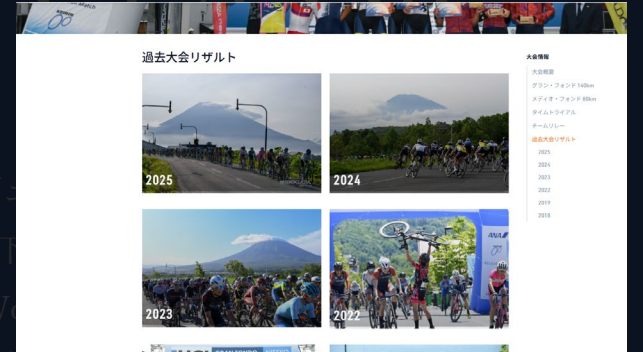 過去大会リザルト
2025
2024
2023
2022
大会情報
大会概要
グラン・フォンド 140km
メディオ・フォンド 80km
タイムトライアル
チームリレー
過去大会リザルト
2025
2024
2023
2022
2019
2018
ANA